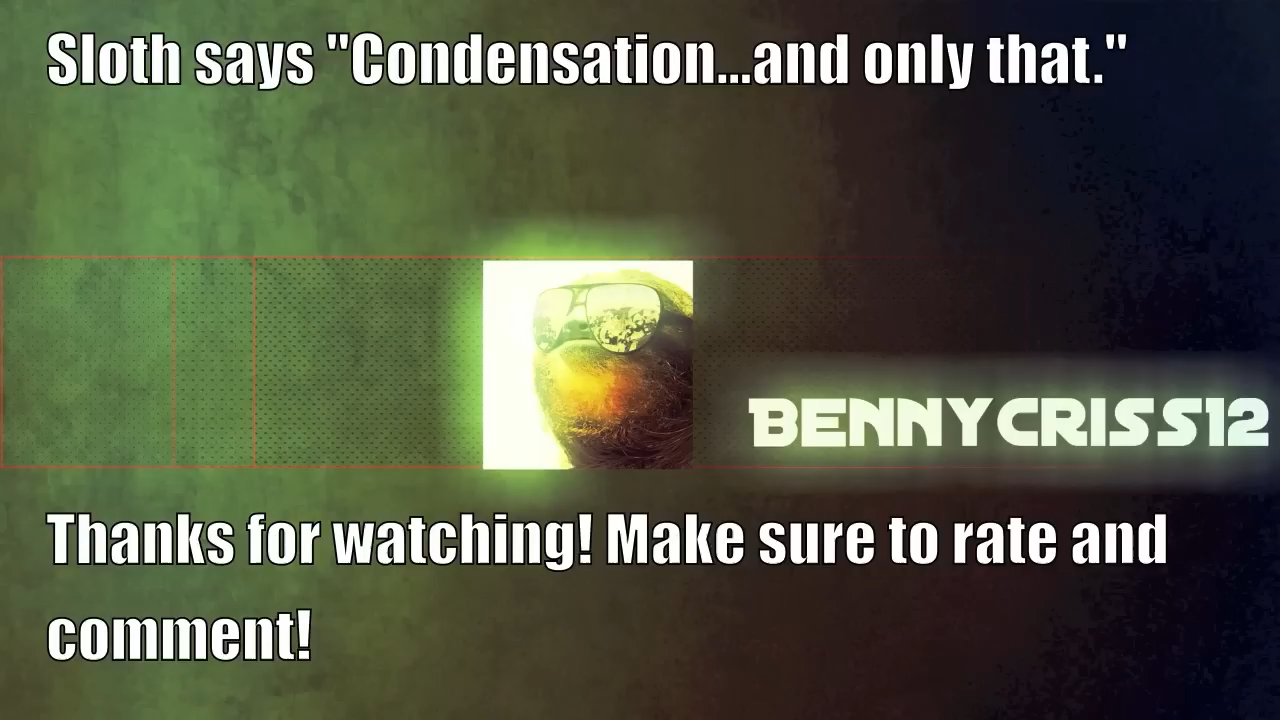 Sloth says "Condensation...and only that."
BENNYCRISS12
Thanks for watching! Make sure to rate and
comment!